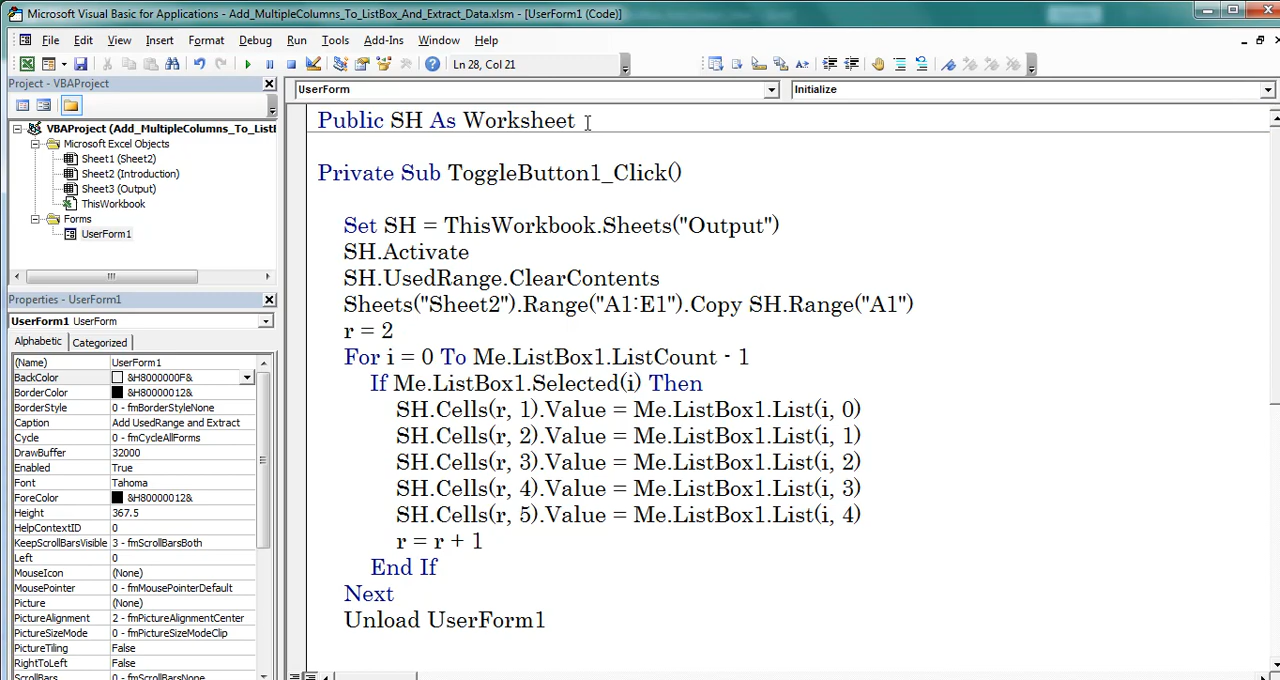 Microsoft Visual Basic for Applications - Add_MultipleColumns_To_ListBox_And_Extract_Data.xlsm - [UserForm1 (Code)]
File Edit View Insert Format Debug Run Tools Add-Ins Window Help
Ln 28, Col 21
Project - VBAProject
VBAProject (Add_MultipleColumns_To_ListB
Microsoft Excel Objects
Sheet1 (Sheet2)
Sheet2 (Introduction)
Sheet3 (Output)
ThisWorkbook
Forms
UserForm1
Properties - UserForm1
UserForm1 UserForm
Alphabetic Categorized
(Name) UserForm1
BackColor &H8000000F&
BorderColor &H80000012&
BorderStyle 0 - fmBorderStyleNone
Caption Add UsedRange and Extract
Cycle 0 - fmCycleAllForms
DrawBuffer 32000
Enabled True
Font Tahoma
ForeColor &H80000012&
Height 367.5
HelpContextID 0
KeepScrollBarsVisible 3 - fmScrollBarsBoth
Left 0
MouseIcon (None)
MousePointer 0 - fmMousePointerDefault
Picture (None)
PictureAlignment 2 - fmPictureAlignmentCenter
PictureSizeMode 0 - fmPictureSizeModeClip
PictureTiling False
RightToLeft False
ScrollBars 0 - fmScrollBarsNone
UserForm Initialize
Public SH As Worksheet
Private Sub ToggleButton1_Click()
Set SH = ThisWorkbook.Sheets("Output")
SH.Activate
SH.UsedRange.ClearContents
Sheets("Sheet2").Range("A1:E1").Copy SH.Range("A1")
r = 2
For i = 0 To Me.ListBox1.ListCount - 1
If Me.ListBox1.Selected(i) Then
SH.Cells(r, 1).Value = Me.ListBox1.List(i, 0)
SH.Cells(r, 2).Value = Me.ListBox1.List(i, 1)
SH.Cells(r, 3).Value = Me.ListBox1.List(i, 2)
SH.Cells(r, 4).Value = Me.ListBox1.List(i, 3)
SH.Cells(r, 5).Value = Me.ListBox1.List(i, 4)
r = r + 1
End If
Next
Unload UserForm1